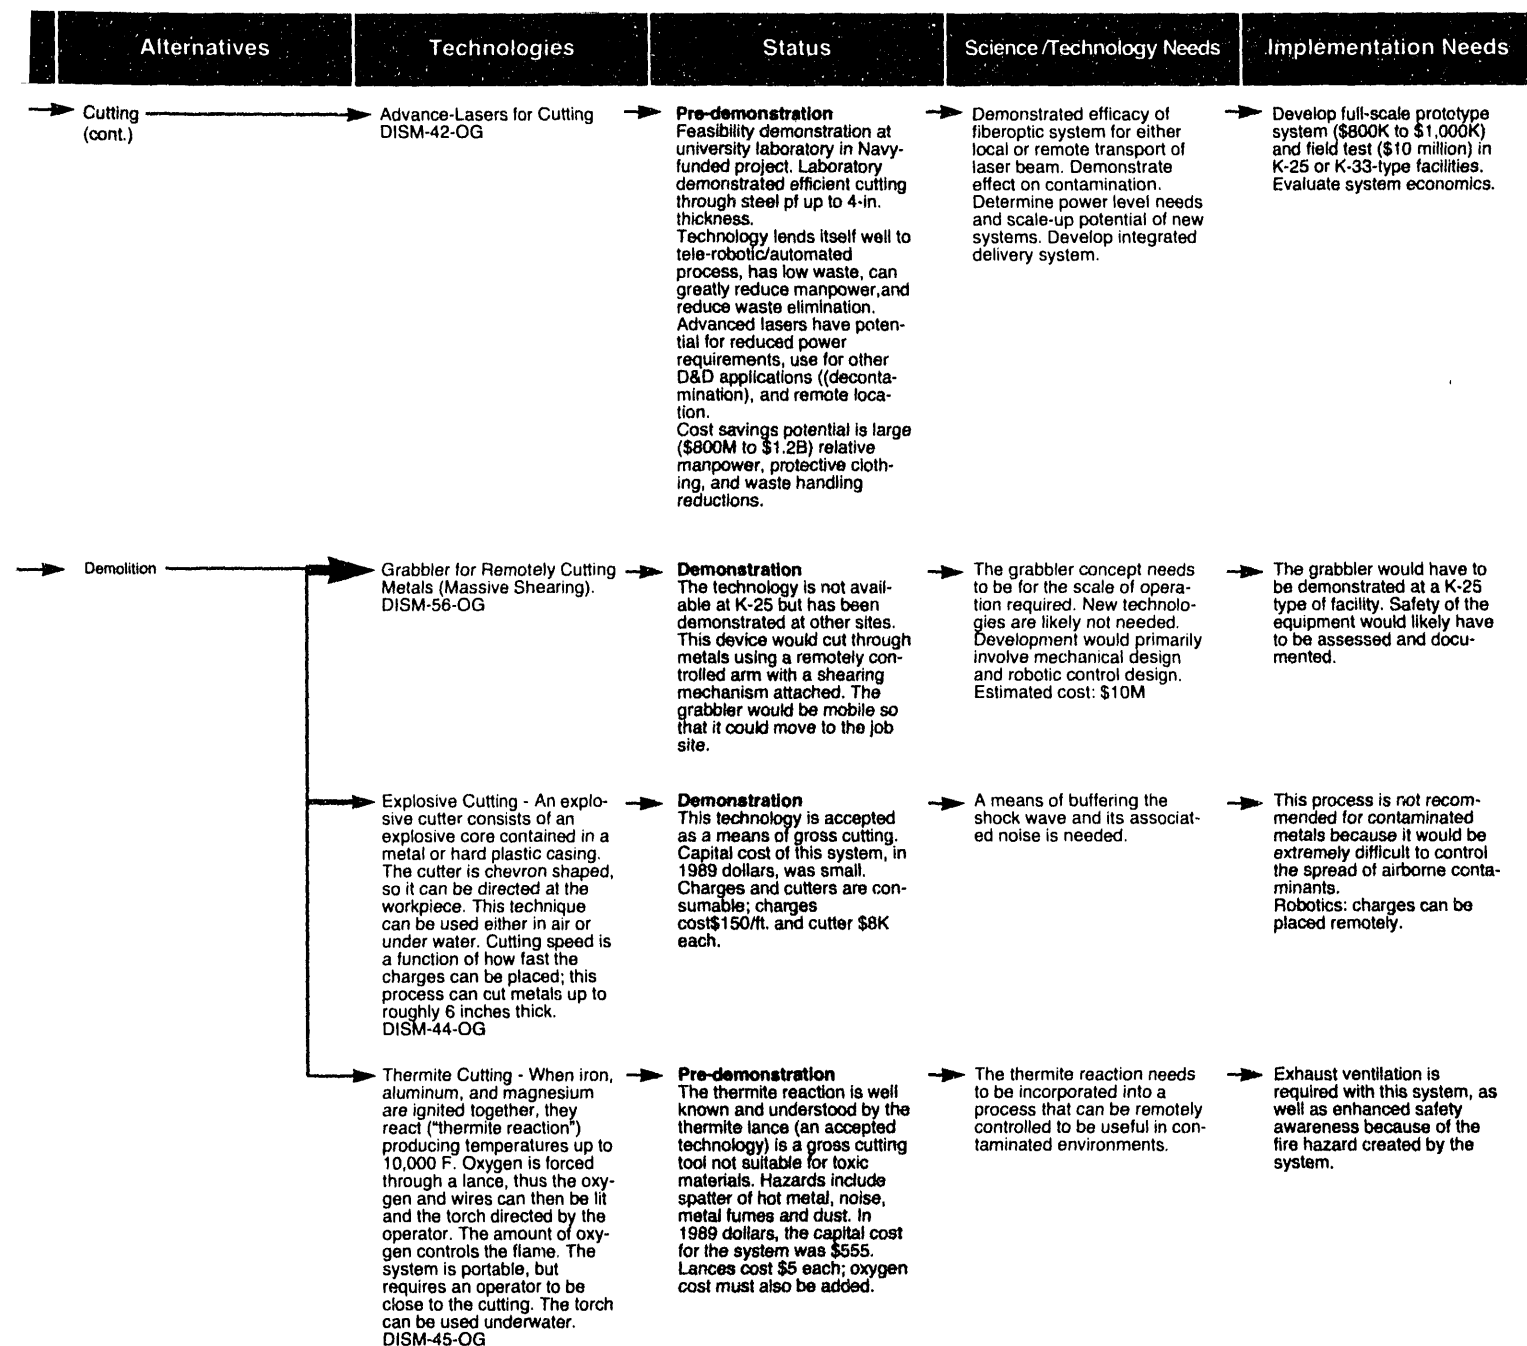 Alternatives
Technologies
Status
Science/Technology Needs
Implementation Needs
Cutting
(cont.)
Advance-Lasers for Cutting
DISM-42-OG
Pre-demonstration
Feasibility demonstration at
university laboratory in Navy-
funded project. Laboratory
demonstrated efficient cutting
through steel pf up to 4-in.
thickness.
Technology lends itself well to
tele-robotic/automated
process, has low waste, can
greatly reduce manpower,and
reduce waste elimination.
Advanced lasers have poten-
tial for reduced power
requirements, use for other
D&D applications ((deconta-
mination), and remote loca-
tion.
Cost savings potential is large
($800M to $1.2B) relative
manpower, protective cloth-
ing, and waste handling
reductions.
Demonstrated efficacy of
fiberoptic system for either
local or remote transport of
laser beam. Demonstrate
effect on contamination.
Determine power level needs
and scale-up potential of new
systems. Develop integrated
delivery system.
Develop full-scale prototype
system ($800K to $1,000K)
and field test ($10 million) in
K-25 or K-33-type facilities.
Evaluate system economics.
Demolition
Grabbler for Remotely Cutting
Metals (Massive Shearing).
DISM-56-OG
Demonstration
The technology is not avail-
able at K-25 but has been
demonstrated at other sites.
This device would cut through
metals using a remotely con-
trolled arm with a shearing
mechanism attached. The
grabbler would be mobile so
that it could move to the job
site.
The grabbler concept needs
to be for the scale of opera-
tion required. New technolo-
gies are likely not needed.
Development would primarily
involve mechanical design
and robotic control design.
Estimated cost: $10M
The grabbler would have to
be demonstrated at a K-25
type of facility. Safety of the
equipment would likely have
to be assessed and docu-
mented.
Explosive Cutting - An explo-
sive cutter consists of an
explosive core contained in a
metal or hard plastic casing.
The cutter is chevron shaped,
so it can be directed at the
workpiece. This technique
can be used either in air or
under water. Cutting speed is
a function of how fast the
charges can be placed; this
process can cut metals up to
roughly 6 inches thick.
DISM-44-OG
Demonstration
This technology is accepted
as a means of gross cutting.
Capital cost of this system, in
1989 dollars, was small.
Charges and cutters are con-
sumable; charges
cost$150/ft. and cutter $8K
each.
A means of buffering the
shock wave and its associat-
ed noise is needed.
This process is not recom-
mended for contaminated
metals because it would be
extremely difficult to control
the spread of airborne conta-
minants.
Robotics: charges can be
placed remotely.
Thermite Cutting - When iron,
aluminum, and magnesium
are ignited together, they
react ("thermite reaction")
producing temperatures up to
10,000 F. Oxygen is forced
through a lance, thus the oxy-
gen and wires can then be lit
and the torch directed by the
operator. The amount of oxy-
gen controls the flame. The
system is portable, but
requires an operator to be
close to the cutting. The torch
can be used underwater.
DISM-45-OG
Pre-demonstration
The thermite reaction is well
known and understood by the
thermite lance (an accepted
technology) is a gross cutting
tool not suitable for toxic
materials. Hazards include
spatter of hot metal, noise,
metal fumes and dust. In
1989 dollars, the capital cost
for the system was $555.
Lances cost $5 each; oxygen
cost must also be added.
The thermite reaction needs
to be incorporated into a
process that can be remotely
controlled to be useful in con-
taminated environments.
Exhaust ventilation is
required with this system, as
well as enhanced safety
awareness because of the
fire hazard created by the
system.